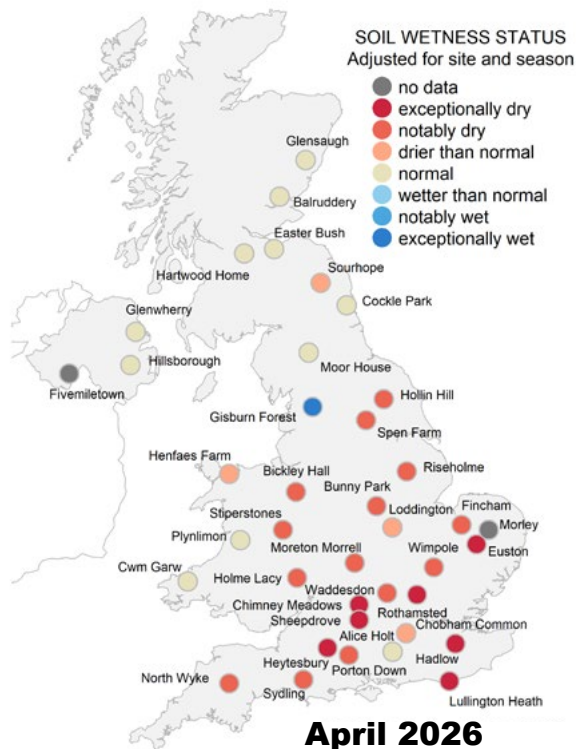 SOIL WETNESS STATUS
Adjusted for site and season
no data
exceptionally dry
notably dry
drier than normal
normal
wetter than normal
notably wet
exceptionally wet
Glensaugh
Balruddery
Easter Bush
Hartwood Home
Sourhope
Cockle Park
Glenwherry
Hillsborough
Moor House
Fivemiletown
Hollin Hill
Gisburn Forest
Spen Farm
Henfaes Farm
Bickley Hall
Riseholme
Bunny Park
Stiperstones
Loddington
Fincham
Plynlimon
Morley
Moreton Morrell
Wimpole
Euston
Cwm Garw
Holme Lacy
Waddesdon
Chimney Meadows
Rothamsted
Sheepdrove
Chobham Common
Alice Holt
Heytesbury
Hadlow
Porton Down
North Wyke
Sydling
Lullington Heath
April 2026